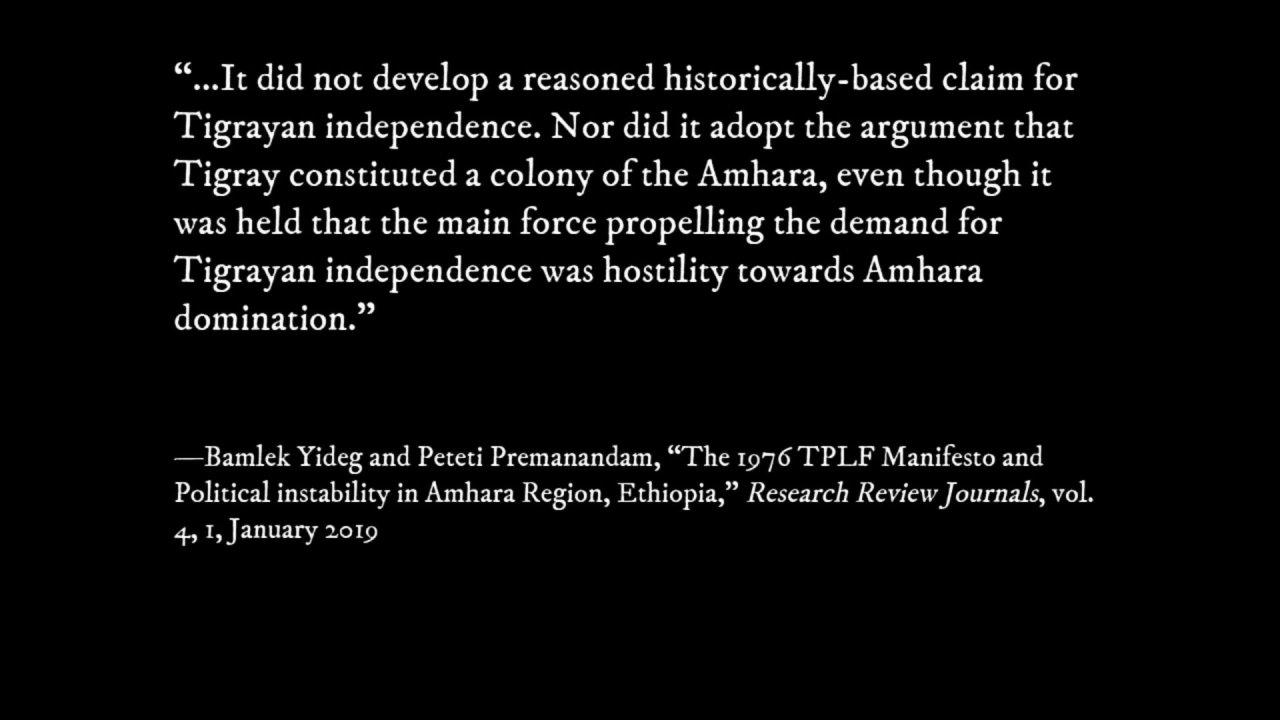 “...It did not develop a reasoned historically-based claim for
Tigrayan independence. Nor did it adopt the argument that
Tigray constituted a colony of the Amhara, even though it
was held that the main force propelling the demand for
Tigrayan independence was hostility towards Amhara
domination.”
—Bamlek Yideg and Peteti Premanandam, “The 1976 TPLF Manifesto and
Political instability in Amhara Region, Ethiopia,” Research Review Journals, vol.
4, 1, January 2019